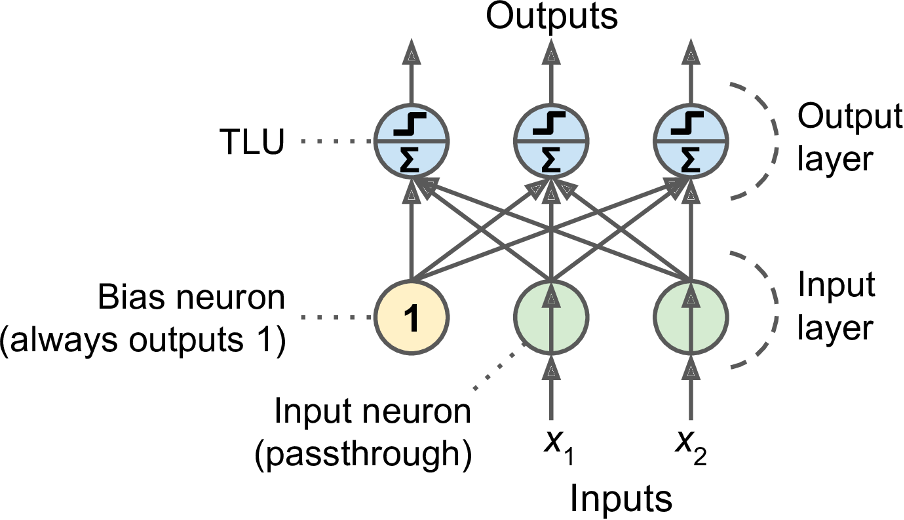 Outputs
TLU
Σ
Σ
Σ
Output
layer
Bias neuron
(always outputs 1)
1
Input
layer
Input neuron
(passthrough)
x₁
x₂
Inputs